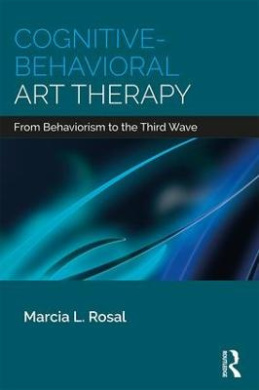 COGNITIVE-
BEHAVIORAL
ART THERAPY
From Behaviorism to the Third Wave
Marcia L. Rosal
ROUTLEDGE